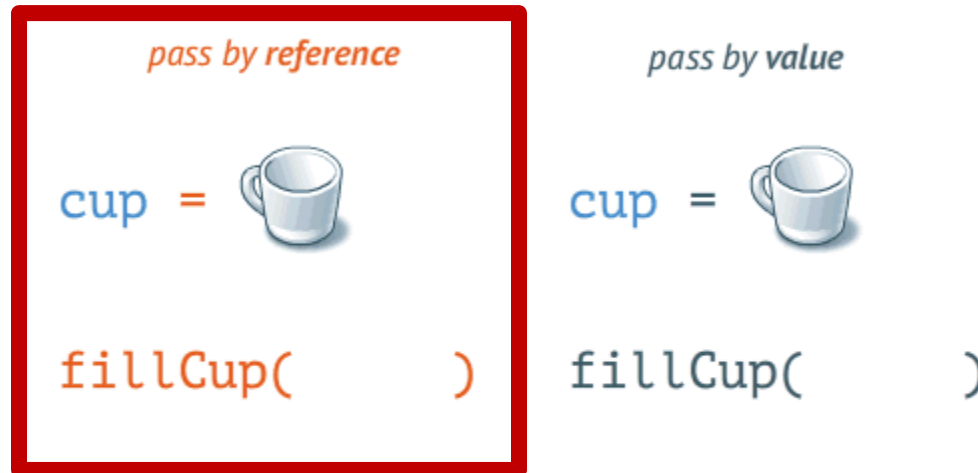 pass by reference
cup =
fillCup( )
pass by value
cup =
fillCup( )